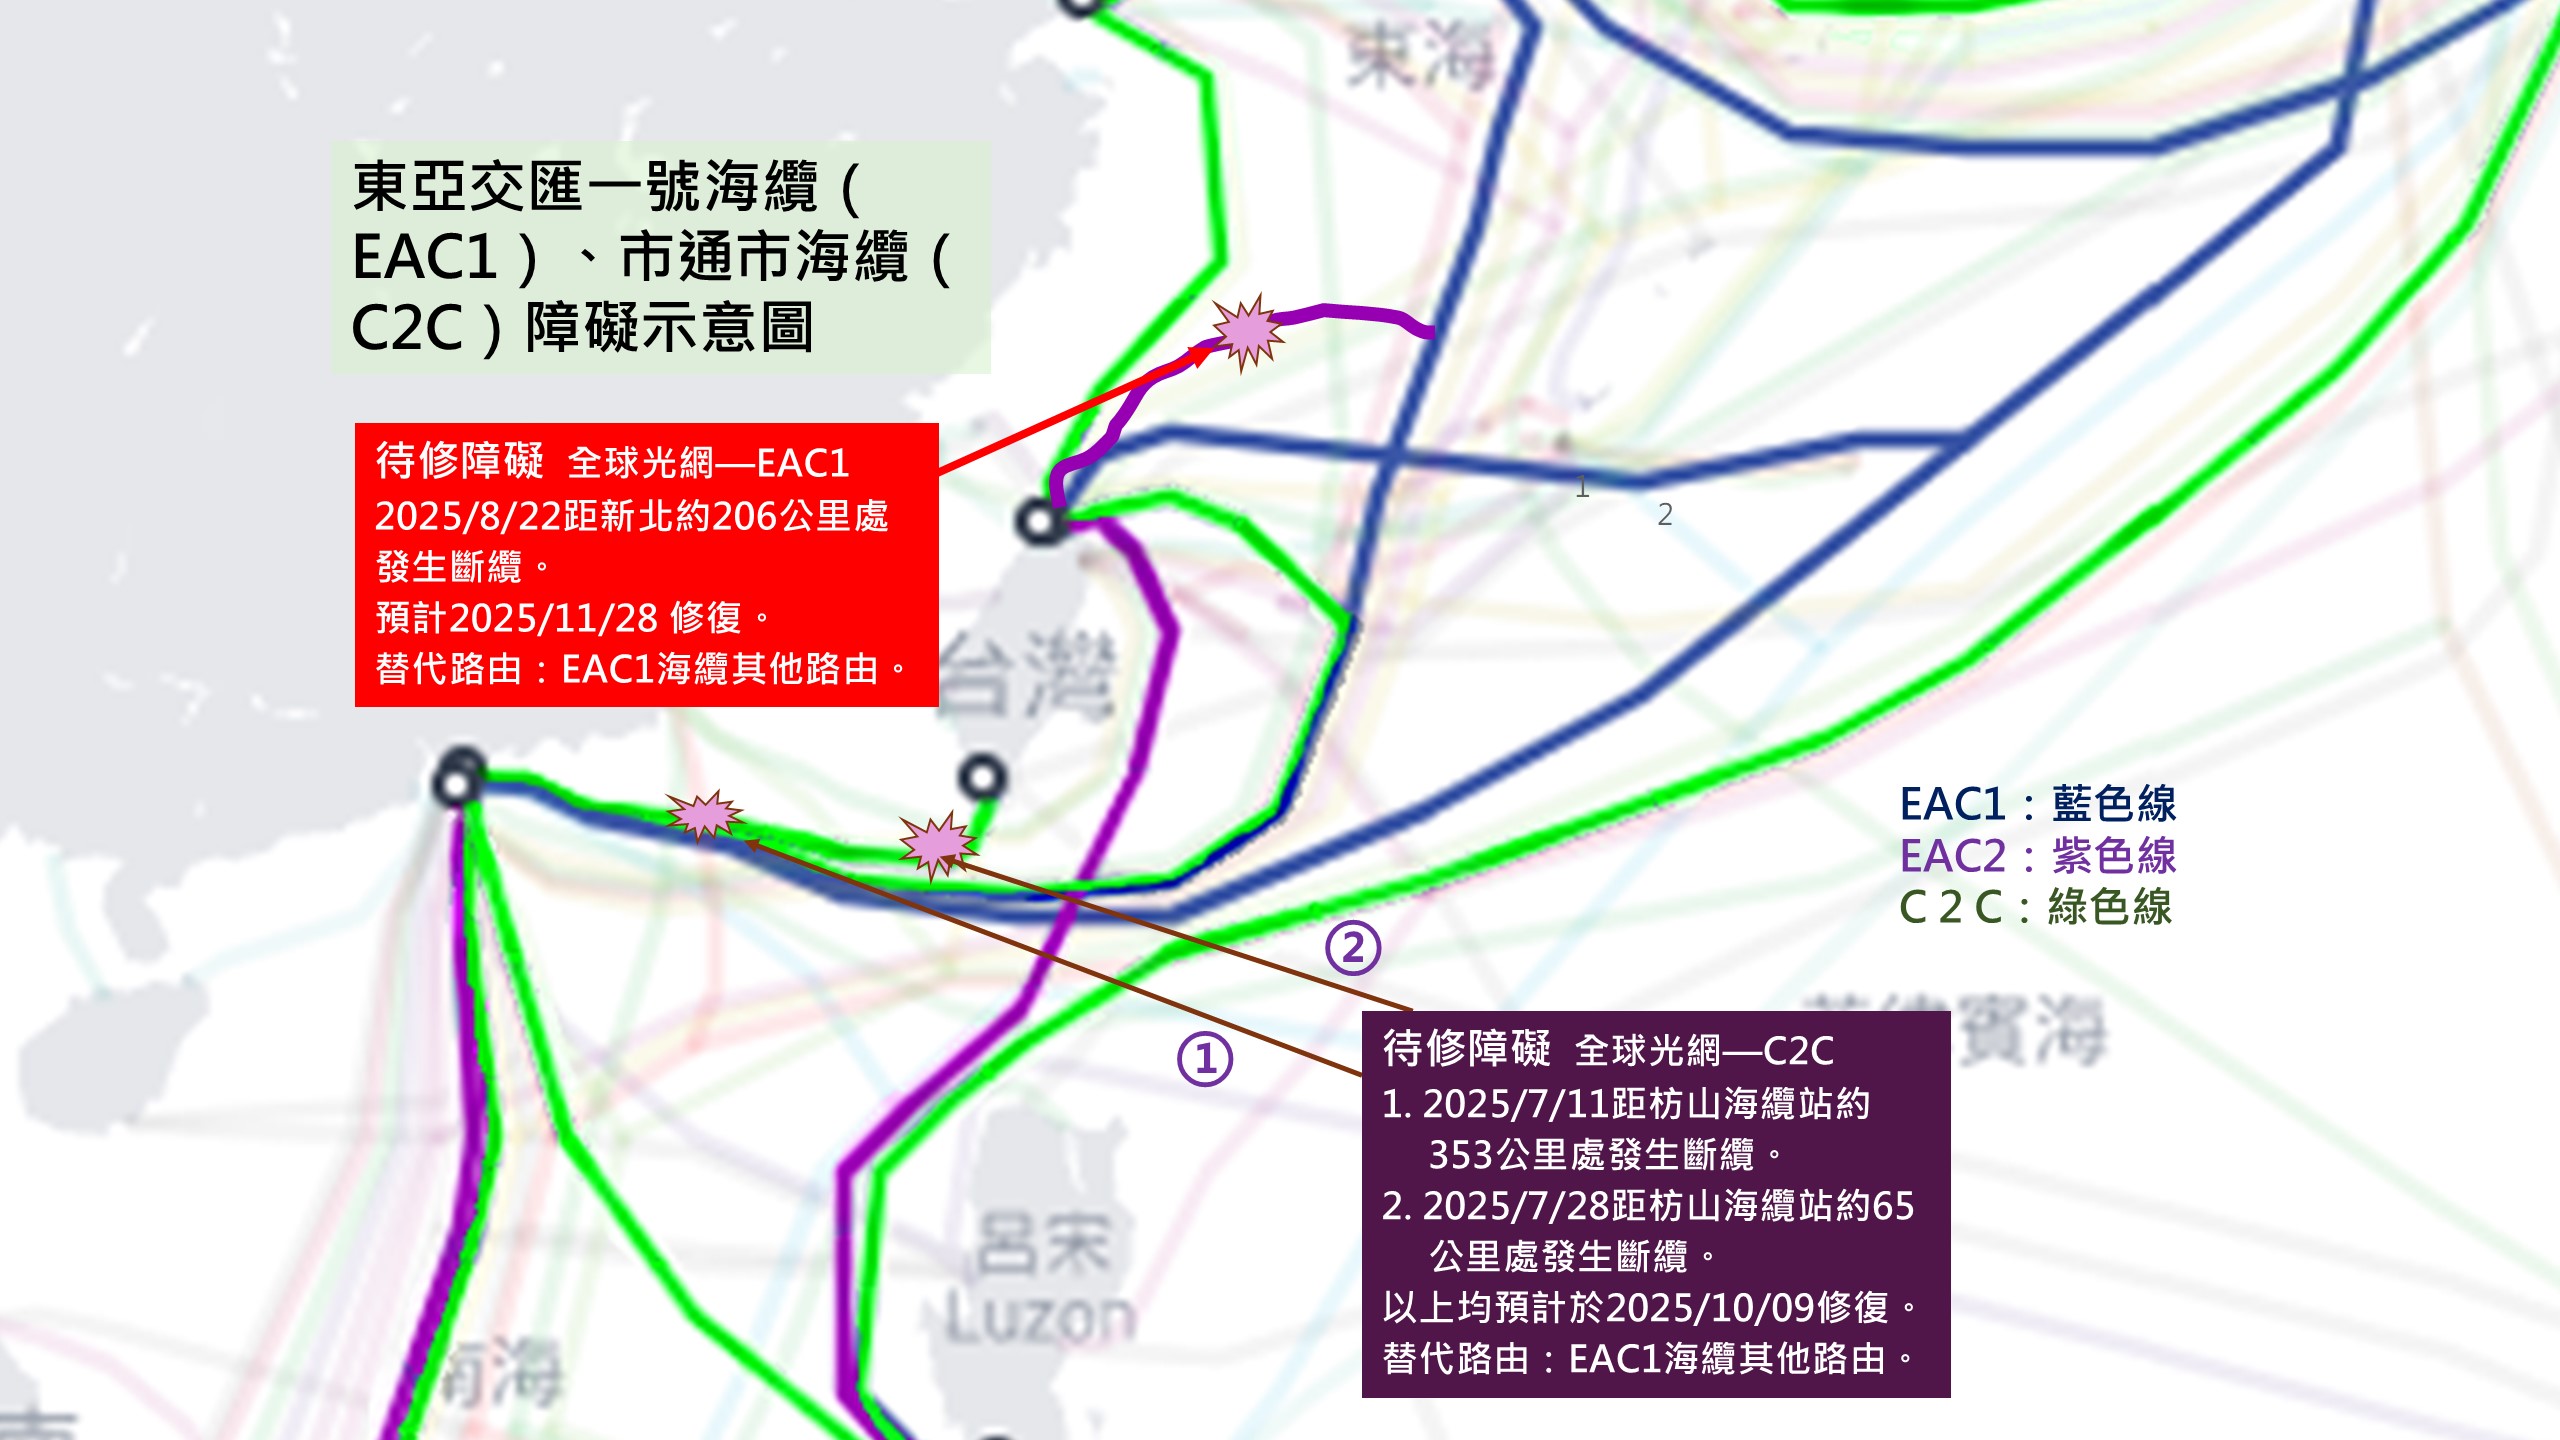 東海
東亞交匯一號海纜（
EAC1）、市通市海纜（
C2C）障礙示意圖
待修障礙 全球光網—EAC1
2025/8/22距新北約206公里處
發生斷纜。
預計2025/11/28 修復。
替代路由：EAC1海纜其他路由。
1
2
台灣
EAC1：藍色線
EAC2：紫色線
C2C：綠色線
②
①
賓海
待修障礙 全球光網—C2C
1. 2025/7/11距枋山海纜站約
353公里處發生斷纜。
2. 2025/7/28距枋山海纜站約65
公里處發生斷纜。
以上均預計於2025/10/09修復。
替代路由：EAC1海纜其他路由。
呂宋
Luzon
海